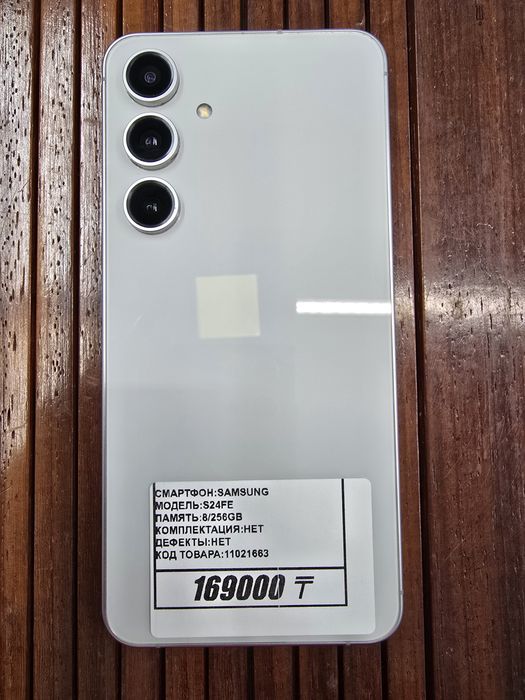 СМАРТФОН:SAMSUNG
МОДЕЛЬ:S24FE
ПАМЯТЬ:8/256GB
КОМПЛЕКТАЦИЯ:НЕТ
ДЕФЕКТЫ:НЕТ
КОД ТОВАРА:11021663
169000 ₸